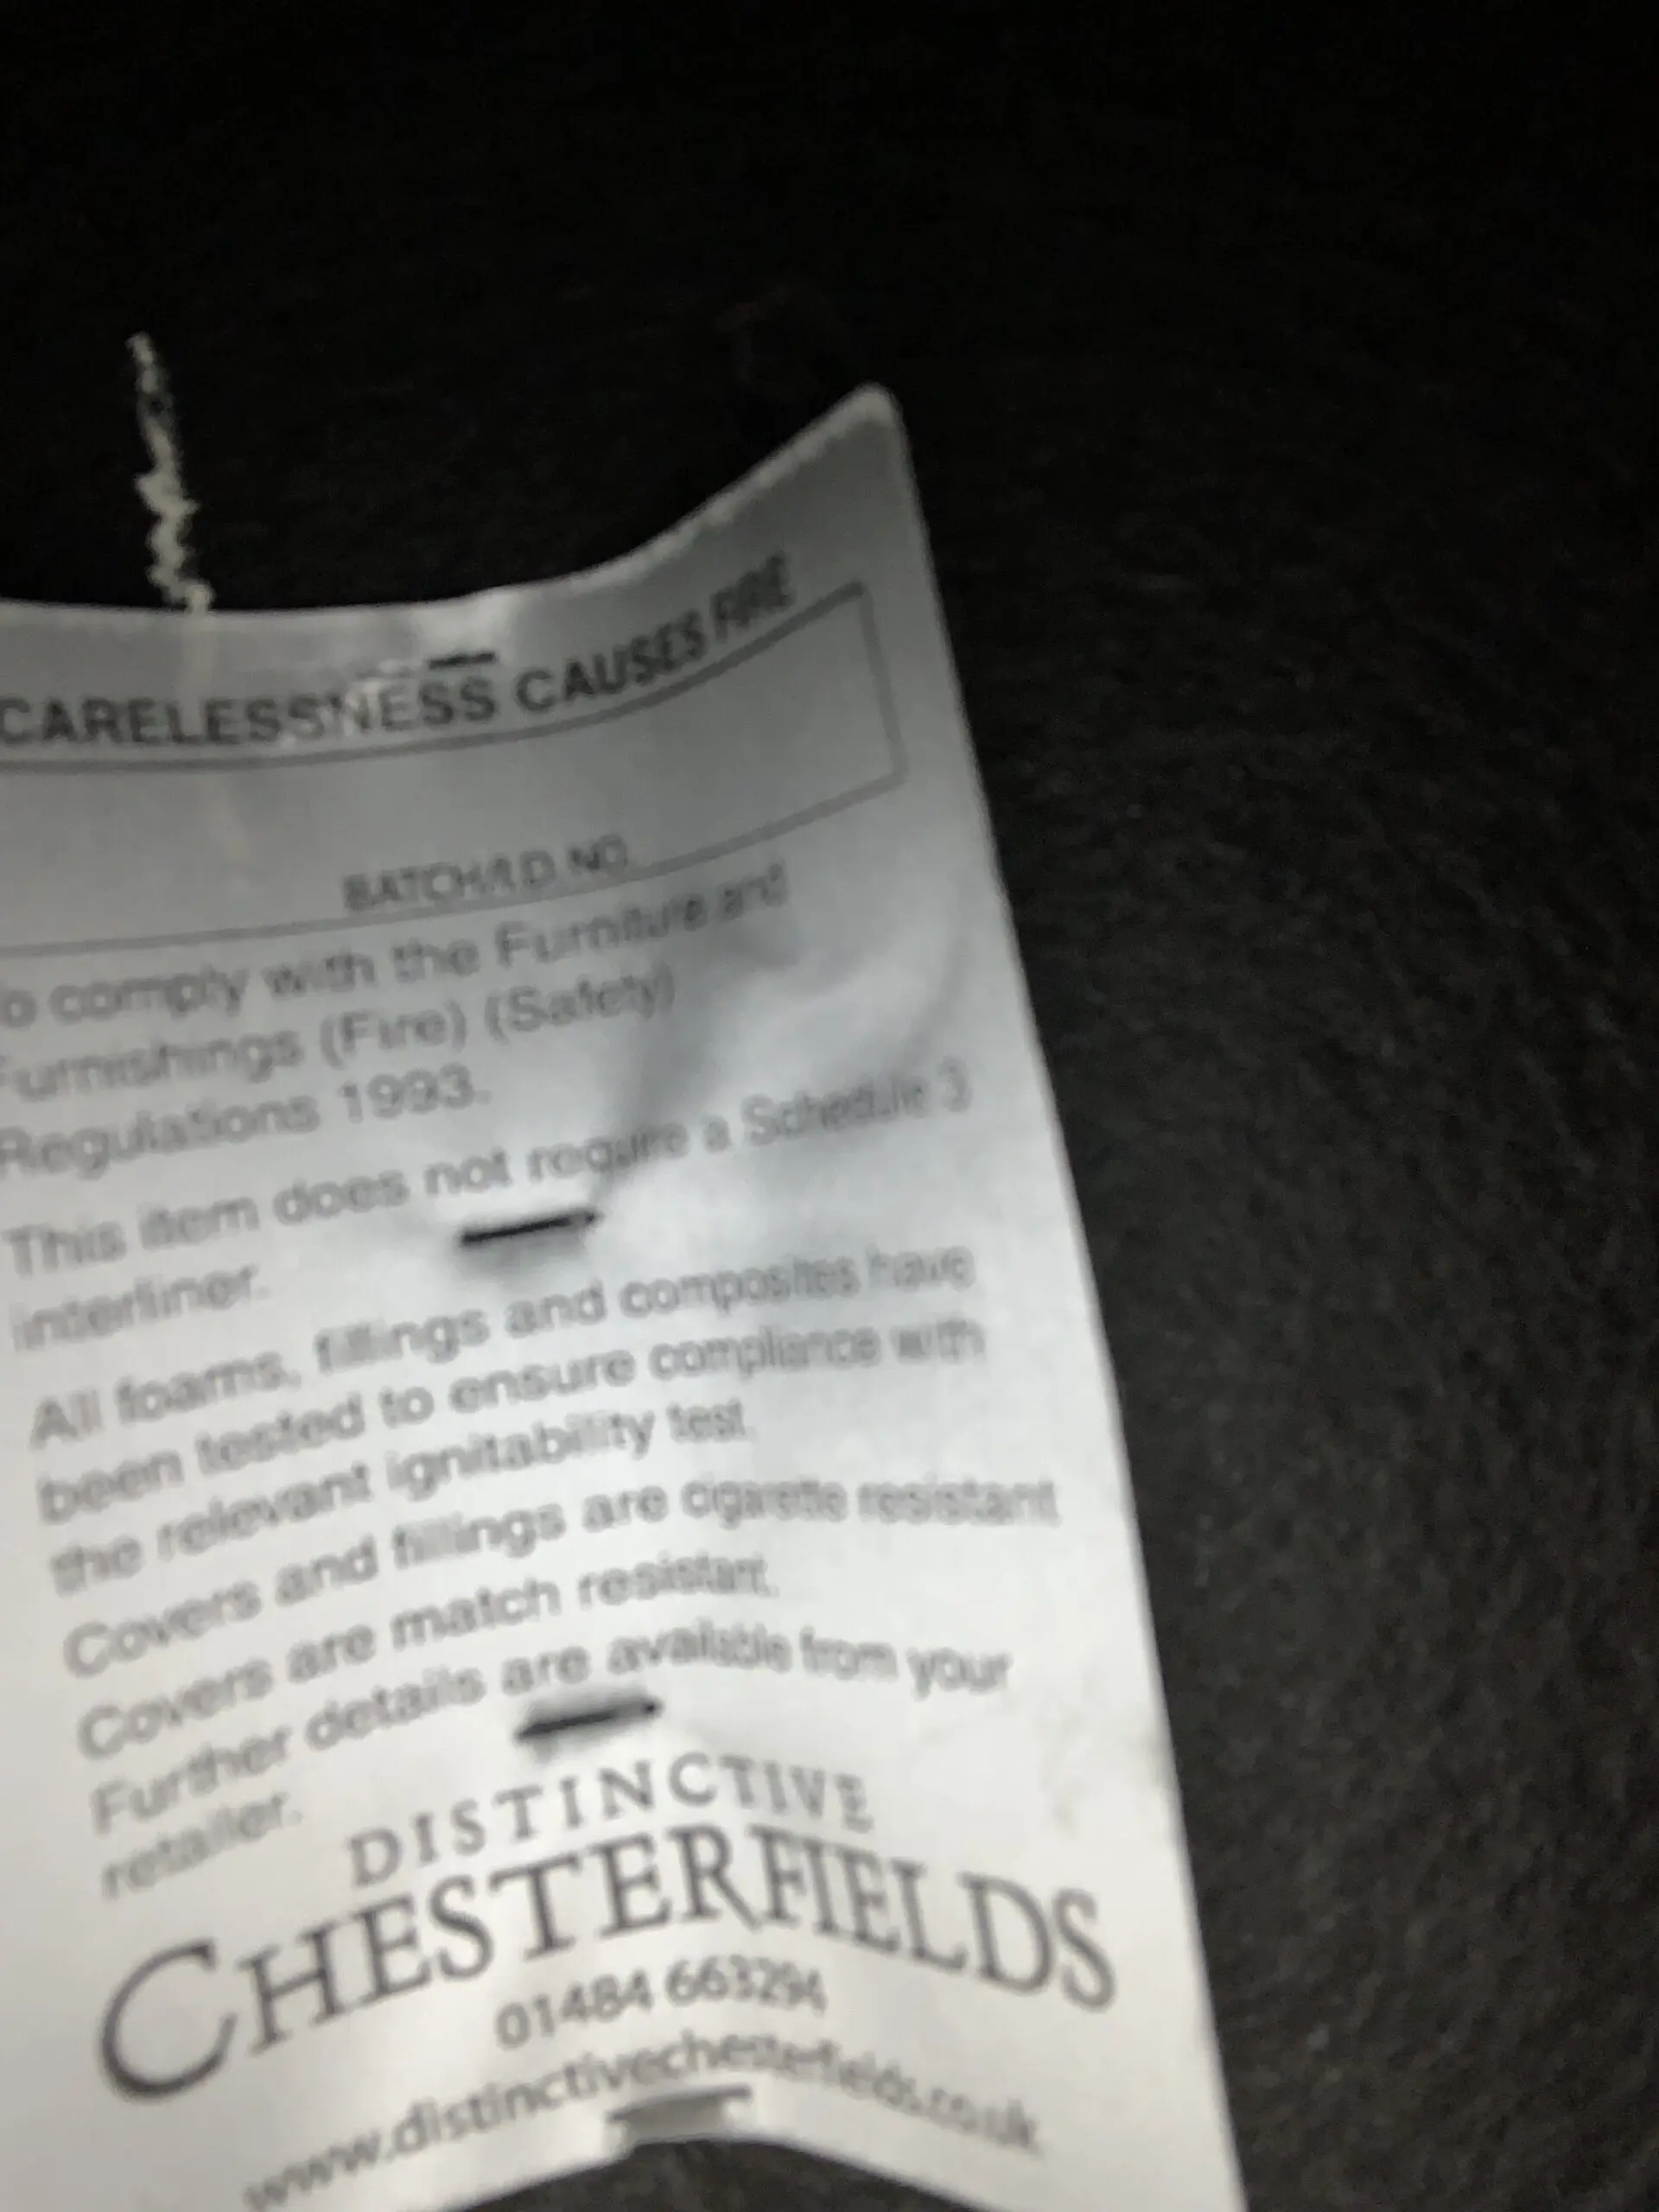 CARELESSNESS CAUSES FIRE
BATCH/I.D NO.
o comply with the Furniture and
Furnishings (Fire) (Safety)
Regulations 1993.
This item does not require a Schedule 3
interliner.
All foams, fillings and composites have
been tested to ensure compliance with
the relevant ignitability test.
Covers and fillings are cigarette resistant
Covers are match resistant.
Further details are available from your
retailer.
DISTINCTIVE
CHESTERFIELDS
01484 663294
www.distinctivechesterfields.co.uk